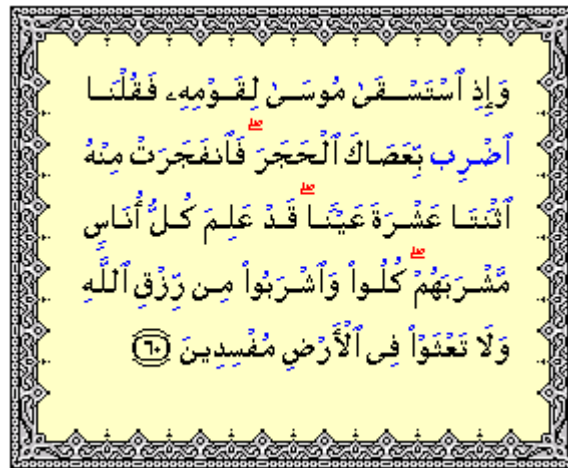 وَإِذِ ٱسْتَسْقَىٰ مُوسَىٰ لِقَوْمِهِۦ فَقُلْنَا
ٱضْرِب بِّعَصَاكَ ٱلْحَجَرَ ۖ فَٱنفَجَرَتْ مِنْهُ
ٱثْنَتَا عَشْرَةَ عَيْنًا ۖ قَدْ عَلِمَ كُلُّ أُنَاسٍ
مَّشْرَبَهُمْ ۖ كُلُوا۟ وَٱشْرَبُوا۟ مِن رِّزْقِ ٱللَّهِ
وَلَا تَعْثَوْا۟ فِى ٱلْأَرْضِ مُفْسِدِينَ ﴿٦٠﴾